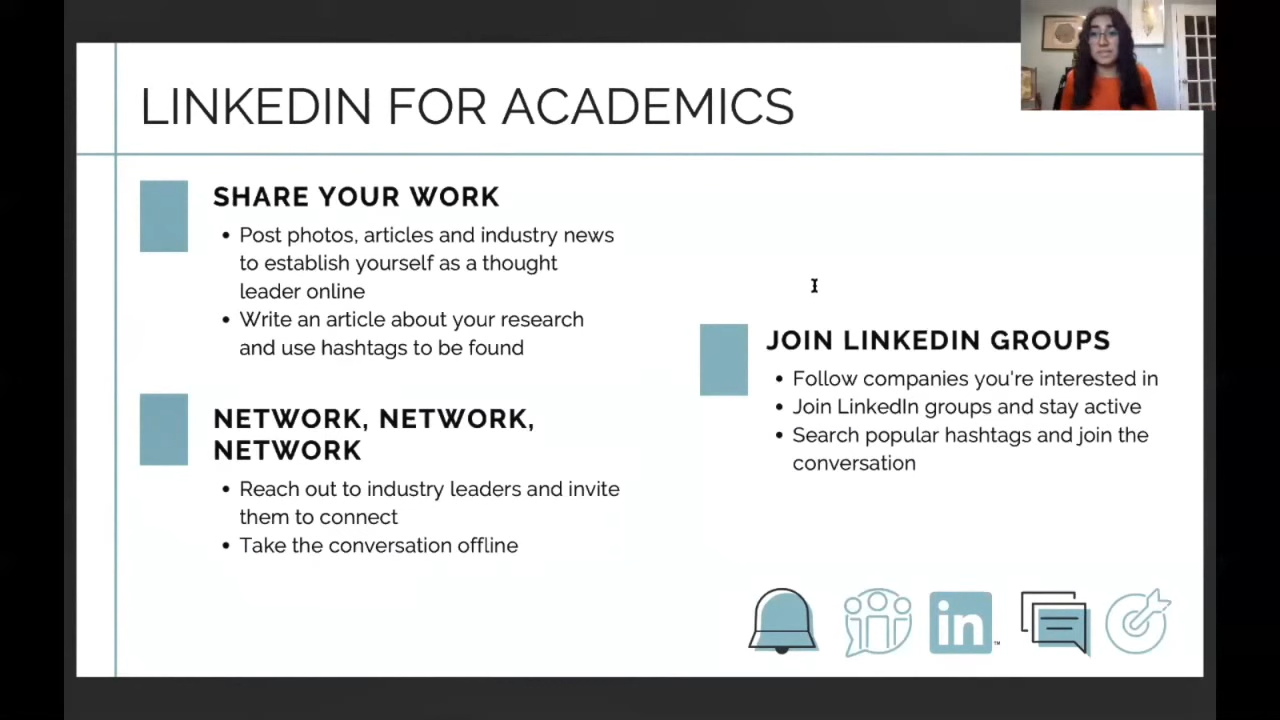 LINKEDIN FOR ACADEMICS
SHARE YOUR WORK
• Post photos, articles and industry news
to establish yourself as a thought
leader online
• Write an article about your research
and use hashtags to be found
NETWORK, NETWORK,
NETWORK
• Reach out to industry leaders and invite
them to connect
• Take the conversation offline
JOIN LINKEDIN GROUPS
• Follow companies you're interested in
• Join LinkedIn groups and stay active
• Search popular hashtags and join the
conversation
in™